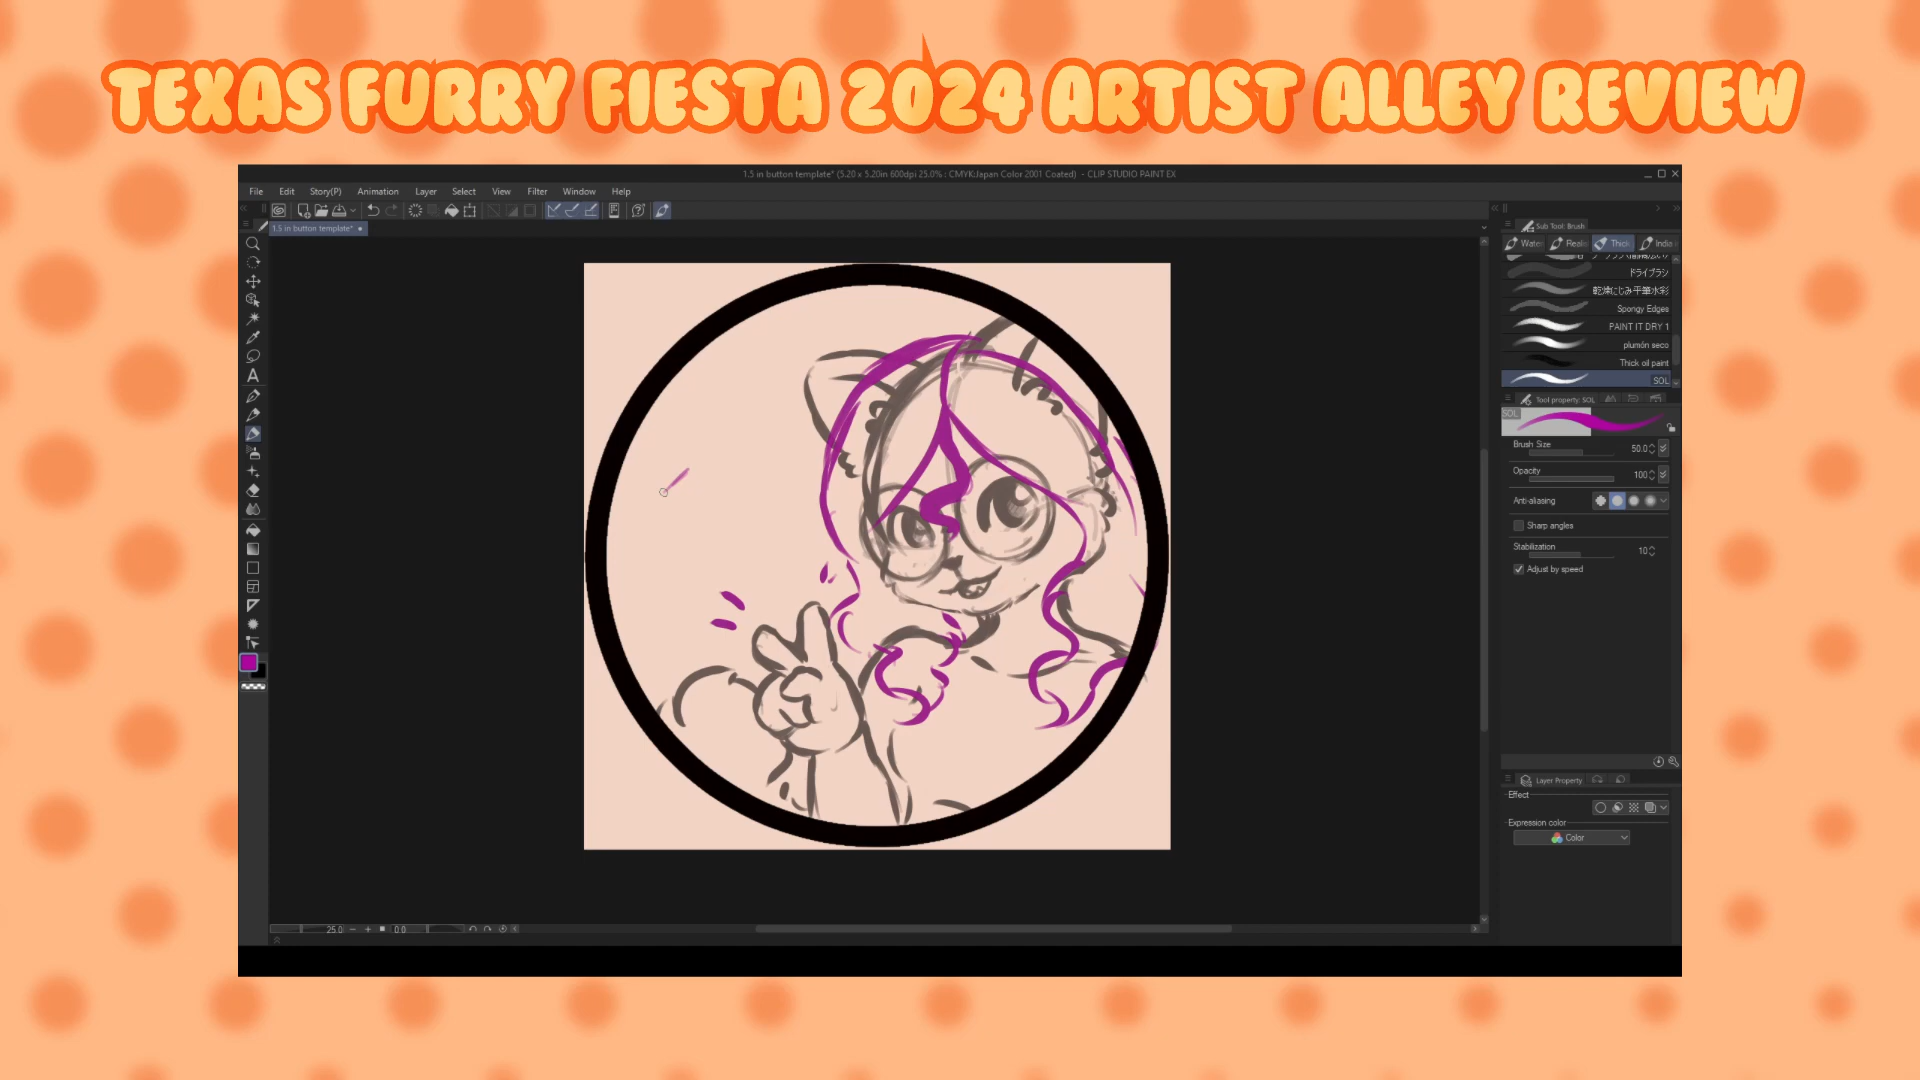 TEXAS FURRY FIESTA 2024 ARTIST ALLEY REVIEW
1.5 in button template* (5.20 x 5.20in 600dpi 25.0% : CMYK:Japan Color 2001 Coated) - CLIP STUDIO PAINT EX
File Edit Story(P) Animation Layer Select View Filter Window Help
1.5 in button template*
Sub Tool: Brush
Water Realis Thick India
ドライブラシ
乾燥にじみ平筆水彩
Spongy Edges
PAINT IT DRY 1
plumón seco
Thick oil paint
SOL
Tool property: SOL
SOL
Brush Size 50.0
Opacity 100
Anti-aliasing
Sharp angles
Stabilization 10
Adjust by speed
Layer Property
Effect
Expression color
Color
25.0 0.0